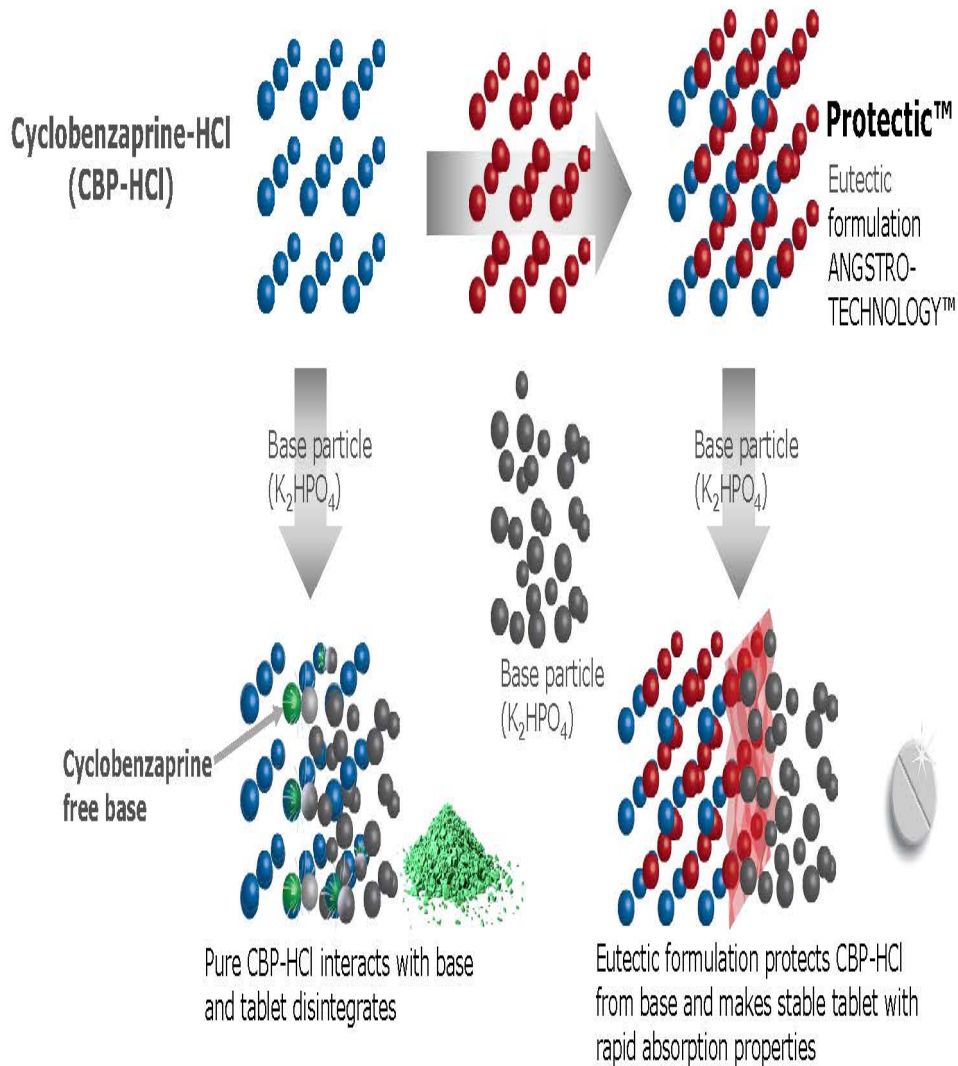 Cyclobenzaprine-HCl
(CBP-HCl)
Protectic™
Eutectic
formulation
ANGSTRO-
TECHNOLOGY™
Base particle
(K₂HPO₄)
Base particle
(K₂HPO₄)
Base particle
(K₂HPO₄)
Cyclobenzaprine
free base
Pure CBP-HCl interacts with base
and tablet disintegrates
Eutectic formulation protects CBP-HCl
from base and makes stable tablet with
rapid absorption properties